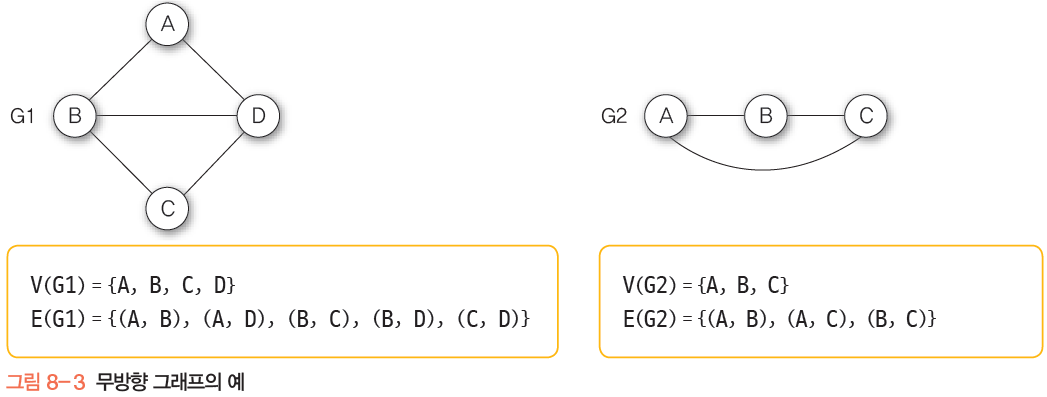 A
G1 B D
C
G2 A B C
V(G1) = {A, B, C, D}
E(G1) = {(A, B), (A, D), (B, C), (B, D), (C, D)}
V(G2) = {A, B, C}
E(G2) = {(A, B), (A, C), (B, C)}
그림 8-3 무방향 그래프의 예